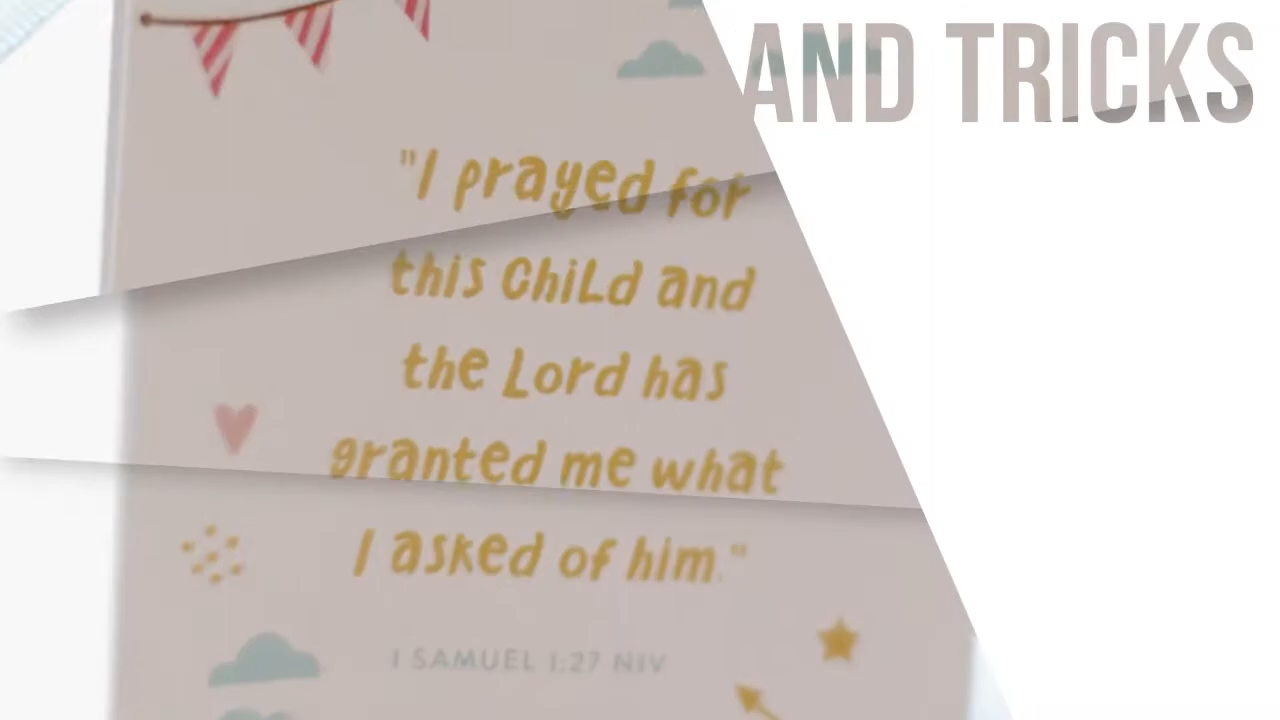 AND TRICKS
"I prayed for
this ChiLd and
the Lord has
granted me what
I asked of him."
I SAMUEL 1:27 NIV